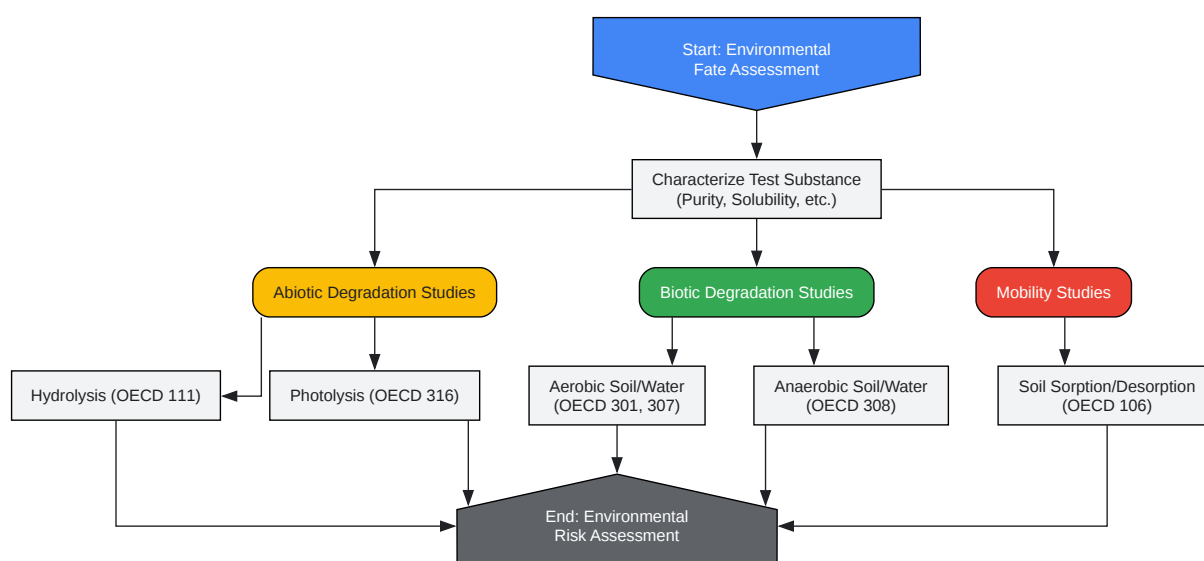 Start: Environmental
Fate Assessment
Characterize Test Substance
(Purity, Solubility, etc.)
Abiotic Degradation Studies
Biotic Degradation Studies
Mobility Studies
Hydrolysis (OECD 111)
Photolysis (OECD 316)
Aerobic Soil/Water
(OECD 301, 307)
Anaerobic Soil/Water
(OECD 308)
Soil Sorption/Desorption
(OECD 106)
End: Environmental
Risk Assessment